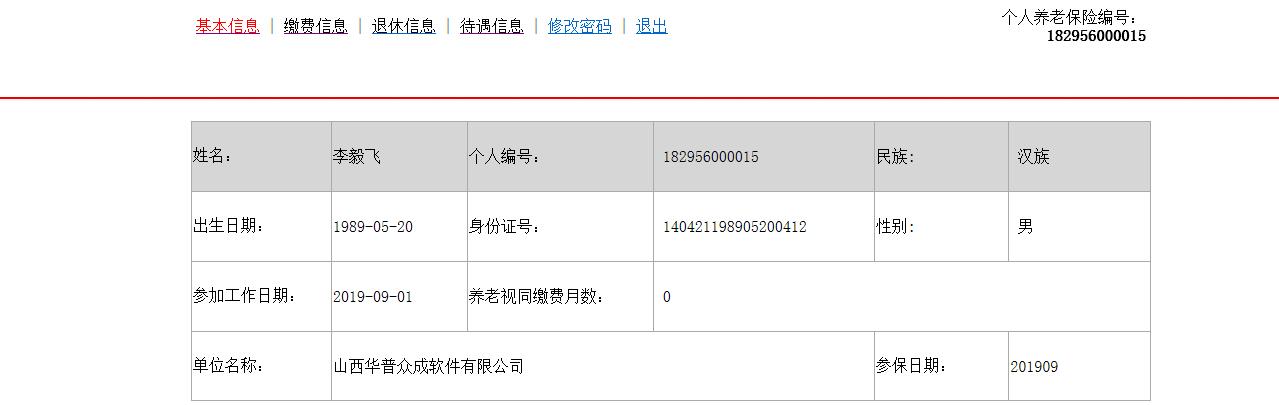 基本信息 | 缴费信息 | 退休信息 | 待遇信息 | 修改密码 | 退出
个人养老保险编号：
182956000015
姓名： 李毅飞 个人编号： 182956000015 民族: 汉族
出生日期： 1989-05-20 身份证号： 140421198905200412 性别: 男
参加工作日期： 2019-09-01 养老视同缴费月数： 0
单位名称： 山西华普众成软件有限公司 参保日期： 201909